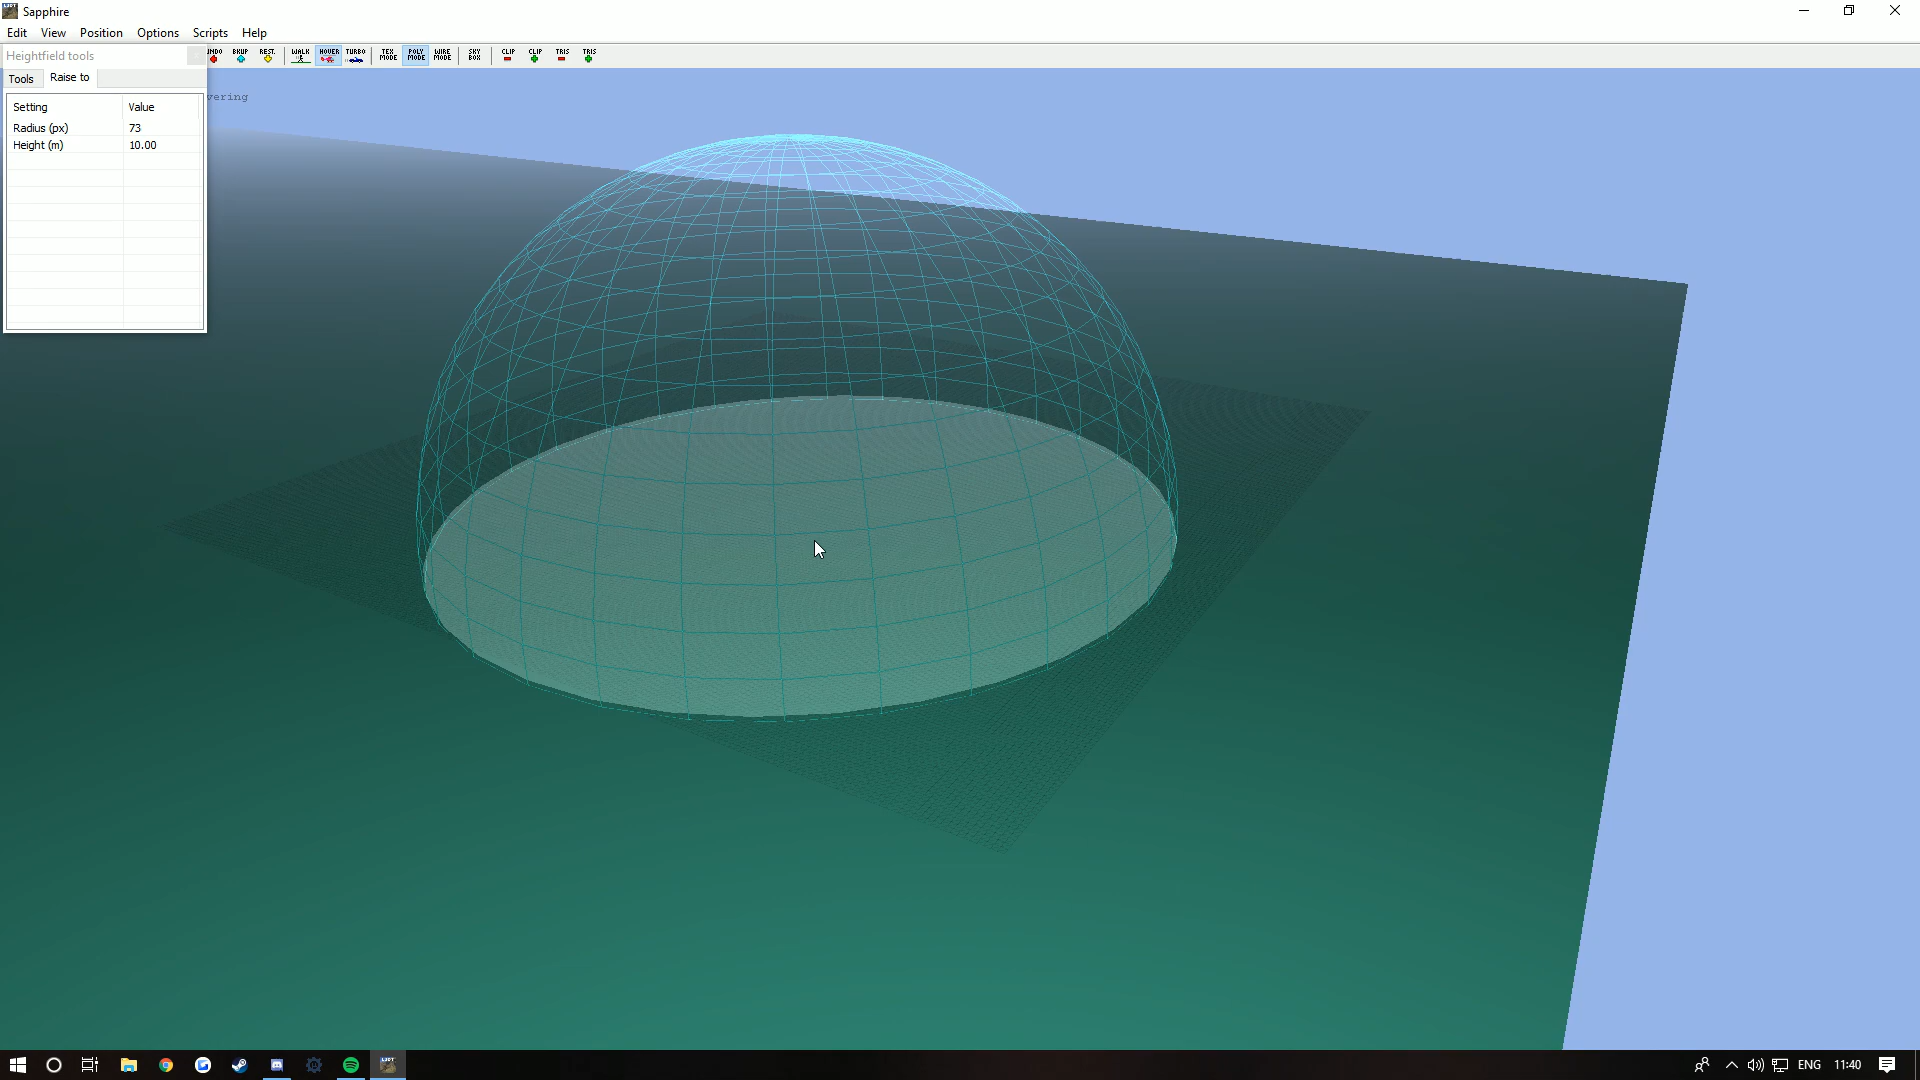 Sapphire
Edit View Position Options Scripts Help
Heightfield tools
BKUP REST. WALK HOVER TURBO TEX MODE POLY MODE WIRE MODE SKY BOX CLIP CLIP TRIS TRIS
Tools Raise to
vering
Setting Value
Radius (px) 73
Height (m) 10.00
ENG 11:40